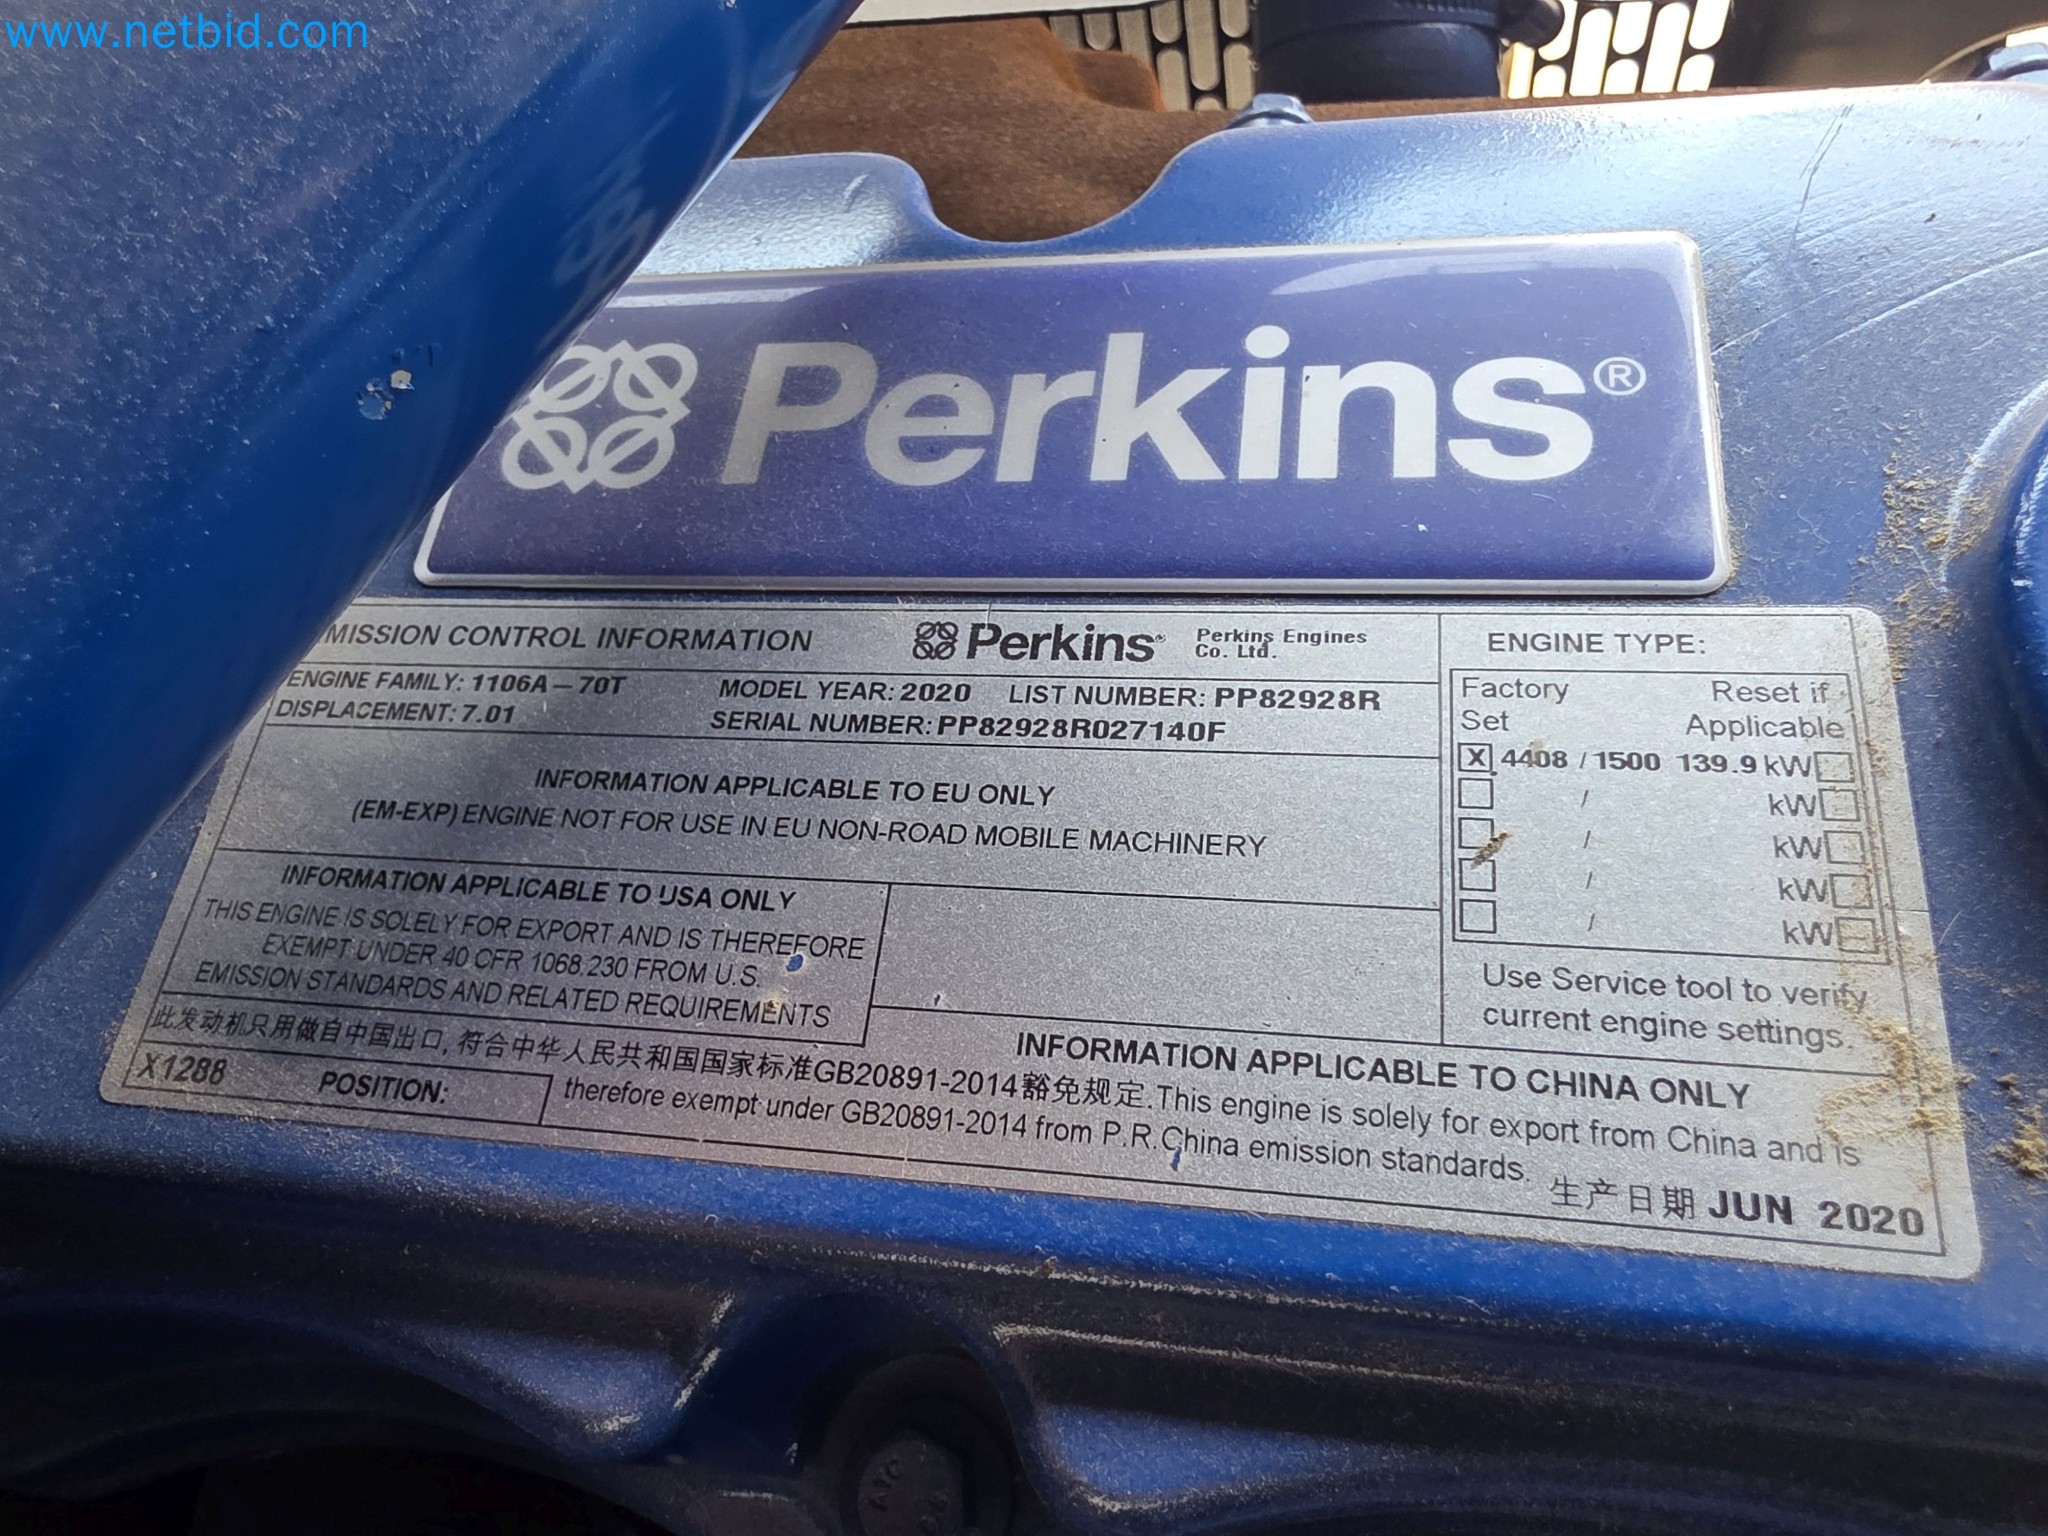 www.netbid.com
Perkins®
MISSION CONTROL INFORMATION
Perkins®
Perkins Engines
Co. Ltd.
ENGINE FAMILY: 1106A-70T
MODEL YEAR: 2020 LIST NUMBER: PP82928R
DISPLACEMENT: 7.01
SERIAL NUMBER: PP82928R027140F
INFORMATION APPLICABLE TO EU ONLY
(EM-EXP) ENGINE NOT FOR USE IN EU NON-ROAD MOBILE MACHINERY
INFORMATION APPLICABLE TO USA ONLY
THIS ENGINE IS SOLELY FOR EXPORT AND IS THEREFORE
EXEMPT UNDER 40 CFR 1068.230 FROM U.S.
EMISSION STANDARDS AND RELATED REQUIREMENTS
ENGINE TYPE:
Factory Reset if
Set Applicable
X 4408 / 1500 139.9 kW
/ kW
/ kW
/ kW
/ kW
Use Service tool to verify
current engine settings.
INFORMATION APPLICABLE TO CHINA ONLY
此发动机只用做自中国出口, 符合中华人民共和国国家标准GB20891-2014豁免规定.This engine is solely for export from China and is
therefore exempt under GB20891-2014 from P.R.China emission standards.
X1288 POSITION:
生产日期 JUN 2020